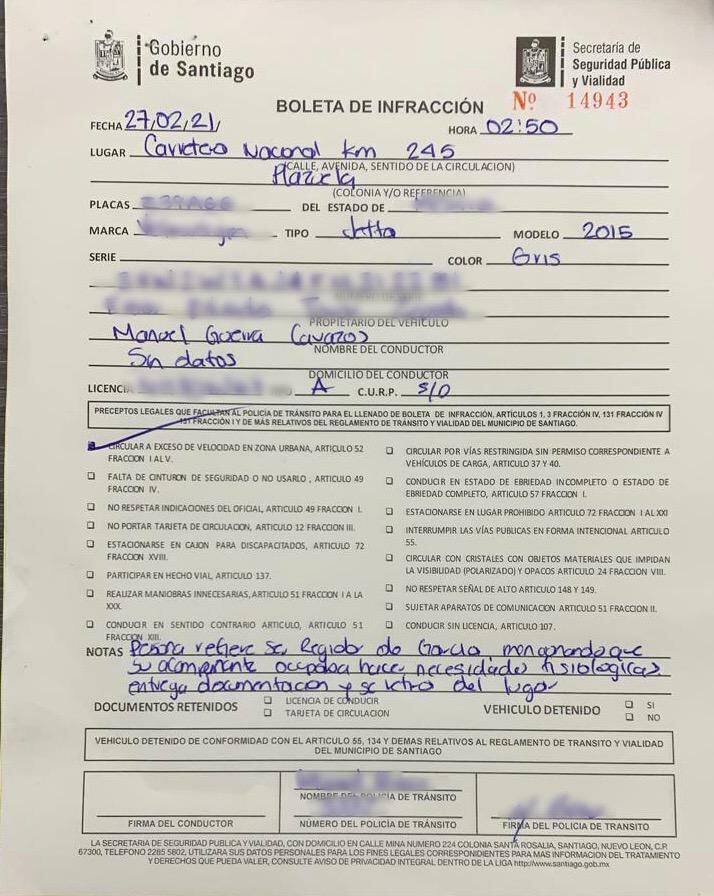 Gobierno
de Santiago
Secretaría de
Seguridad Pública
y Vialidad
BOLETA DE INFRACCIÓN
Nº 14943
FECHA 27/02/21/
HORA 02:50
LUGAR Carretera Nacional Km 245
(CALLE, AVENIDA, SENTIDO DE LA CIRCULACION)
(COLONIA Y/O REFERENCIA)
PLACAS DEL ESTADO DE
MARCA TIPO Jetta MODELO 2015
SERIE COLOR Gris
PROPIETARIO DEL VEHÍCULO
Manuel Guerra Cavazos
NOMBRE DEL CONDUCTOR
Sin datos
DOMICILIO DEL CONDUCTOR
LICENCIA A C.U.R.P. S/D
PRECEPTOS LEGALES QUE FACULTAN AL POLICÍA DE TRÁNSITO PARA EL LLENADO DE BOLETA DE INFRACCIÓN, ARTÍCULOS 1, 3 FRACCIÓN IV, 131 FRACCIÓN IV
131 FRACCIÓN I Y DE MÁS RELATIVOS DEL REGLAMENTO DE TRÁNSITO Y VIALIDAD DEL MUNICIPIO DE SANTIAGO.
CIRCULAR A EXCESO DE VELOCIDAD EN ZONA URBANA, ARTICULO 52
FRACCION I AL V.
FALTA DE CINTURON DE SEGURIDAD O NO USARLO, ARTICULO 49
FRACCION IV.
NO RESPETAR INDICACIONES DEL OFICIAL, ARTICULO 49 FRACCION I.
NO PORTAR TARJETA DE CIRCULACION, ARTICULO 12 FRACCION III.
ESTACIONARSE EN CAJON PARA DISCAPACITADOS, ARTICULO 72
FRACCION XVIII.
PARTICIPAR EN HECHO VIAL, ARTICULO 137.
REALIZAR MANIOBRAS INNECESARIAS, ARTICULO 51 FRACCION I A LA
XXX.
CONDUCIR EN SENTIDO CONTRARIO ARTICULO, ARTICULO 51
FRACCION XIII.
CIRCULAR POR VÍAS RESTRINGIDA SIN PERMISO CORRESPONDIENTE A
VEHÍCULOS DE CARGA, ARTICULO 37 Y 40.
CONDUCIR EN ESTADO DE EBRIEDAD INCOMPLETO O ESTADO DE
EBRIEDAD COMPLETO, ARTICULO 57 FRACCION I.
ESTACIONARSE EN LUGAR PROHIBIDO ARTICULO 72 FRACCION I AL XXI
INTERRUMPIR LAS VÍAS PUBLICAS EN FORMA INTENCIONAL ARTICULO
55.
CIRCULAR CON CRISTALES CON OBJETOS MATERIALES QUE IMPIDAN
LA VISIBILIDAD (POLARIZADO) Y OPACOS ARTICULO 24 FRACCION VIII.
NO RESPETAR SEÑAL DE ALTO ARTICULO 148 Y 149.
SUJETAR APARATOS DE COMUNICACION ARTICULO 51 FRACCION II.
CONDUCIR SIN LICENCIA, ARTICULO 107.
NOTAS Persona refiere ser Regidor de Garcia, que
su acompañante ocupaba hacer necesidades fisiologicas
entrega documentacion y se retiro del lugar
DOCUMENTOS RETENIDOS
LICENCIA DE CONDUCIR
TARJETA DE CIRCULACION
VEHICULO DETENIDO
SI
NO
VEHICULO DETENIDO DE CONFORMIDAD CON EL ARTICULO 55, 134 Y DEMAS RELATIVOS AL REGLAMENTO DE TRANSITO Y VIALIDAD
DEL MUNICIPIO DE SANTIAGO
FIRMA DEL CONDUCTOR
NOMBRE DEL POLICÍA DE TRÁNSITO
NÚMERO DEL POLICÍA DE TRÁNSITO
FIRMA DEL POLICIA DE TRANSITO
LA SECRETARIA DE SEGURIDAD PUBLICA Y VIALIDAD, CON DOMICILIO EN CALLE MINA NUMERO 224 COLONIA SANTA ROSALIA, SANTIAGO, NUEVO LEON, C.P.
67300, TELEFONO 2285 5802, UTILIZARA SUS DATOS PERSONALES PARA LOS FINES LEGALES CORRESPONDIENTES PARA MAS INFORMACION DEL TRATAMIENTO
Y DERECHOS QUE PUEDA VALER, CONSULTE AVISO DE PRIVACIDAD INTEGRAL DENTRO DE LA LIGA http://www.santiago.gob.mx